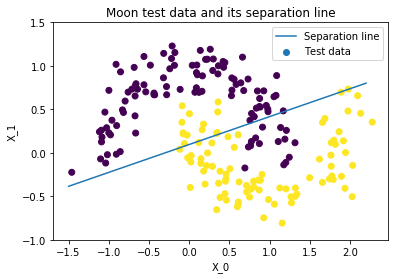 Moon test data and its separation line
Separation line
Test data
X_1
1.5
1.0
0.5
0.0
−0.5
−1.0
−1.5
−1.0
−0.5
0.0
0.5
1.0
1.5
2.0
X_0